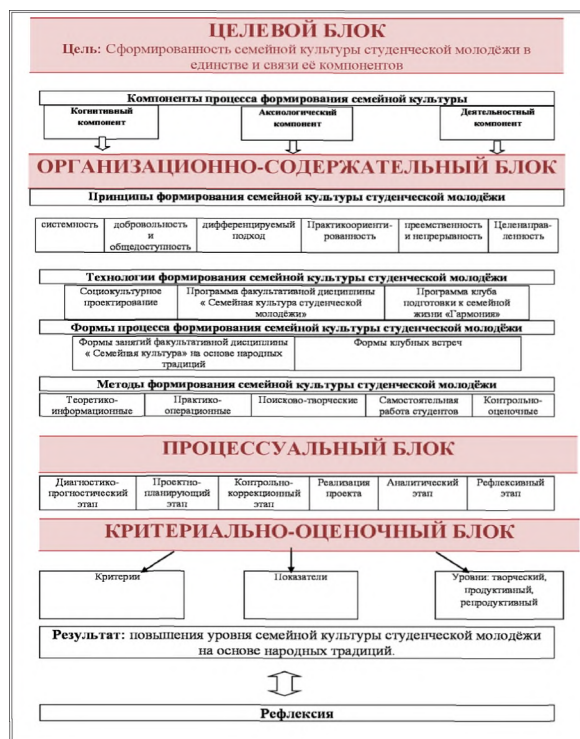 ЦЕЛЕВОЙ БЛОК
Цель: Сформированность семейной культуры студенческой молодёжи в
единстве и связи её компонентов
Компоненты процесса формирования семейной культуры
Когнитивный
компонент
Аксиологический
компонент
Деятельностный
компонент
ОРГАНИЗАЦИОННО-СОДЕРЖАТЕЛЬНЫЙ БЛОК
Принципы формирования семейной культуры студенческой молодёжи
системность
добровольность
и
общедоступность
дифференцируемый
подход
Практикоориенти-
рованность
преемственность
и непрерывность
Целенаправ-
ленность
Технологии формирования семейной культуры студенческой молодёжи
Социокультурное
проектирование
Программа факультативной дисциплины
« Семейная культура студенческой
молодёжи»
Программа клуба
подготовки к семейной
жизни «Гармония»
Формы процесса формирования семейной культуры студенческой молодёжи
Формы занятий факультативной дисциплины
« Семейная культура» на основе народных
традиций
Формы клубных встреч
Методы формирования семейной культуры студенческой молодёжи
Теоретико-
информационные
Практико-
операционные
Поисково-творческие
Самостоятельная
работа студентов
Контрольно-
оценочные
ПРОЦЕССУАЛЬНЫЙ БЛОК
Диагностико-
прогностический
этап
Проектно-
планирующий
этап
Контрольно-
коррекционный
этап
Реализация
проекта
Аналитический
этап
Рефлексивный
этап
КРИТЕРИАЛЬНО-ОЦЕНОЧНЫЙ БЛОК
Критерии
Показатели
Уровни: творческий,
продуктивный,
репродуктивный
Результат: повышения уровня семейной культуры студенческой молодёжи
на основе народных традиций.
Рефлексия